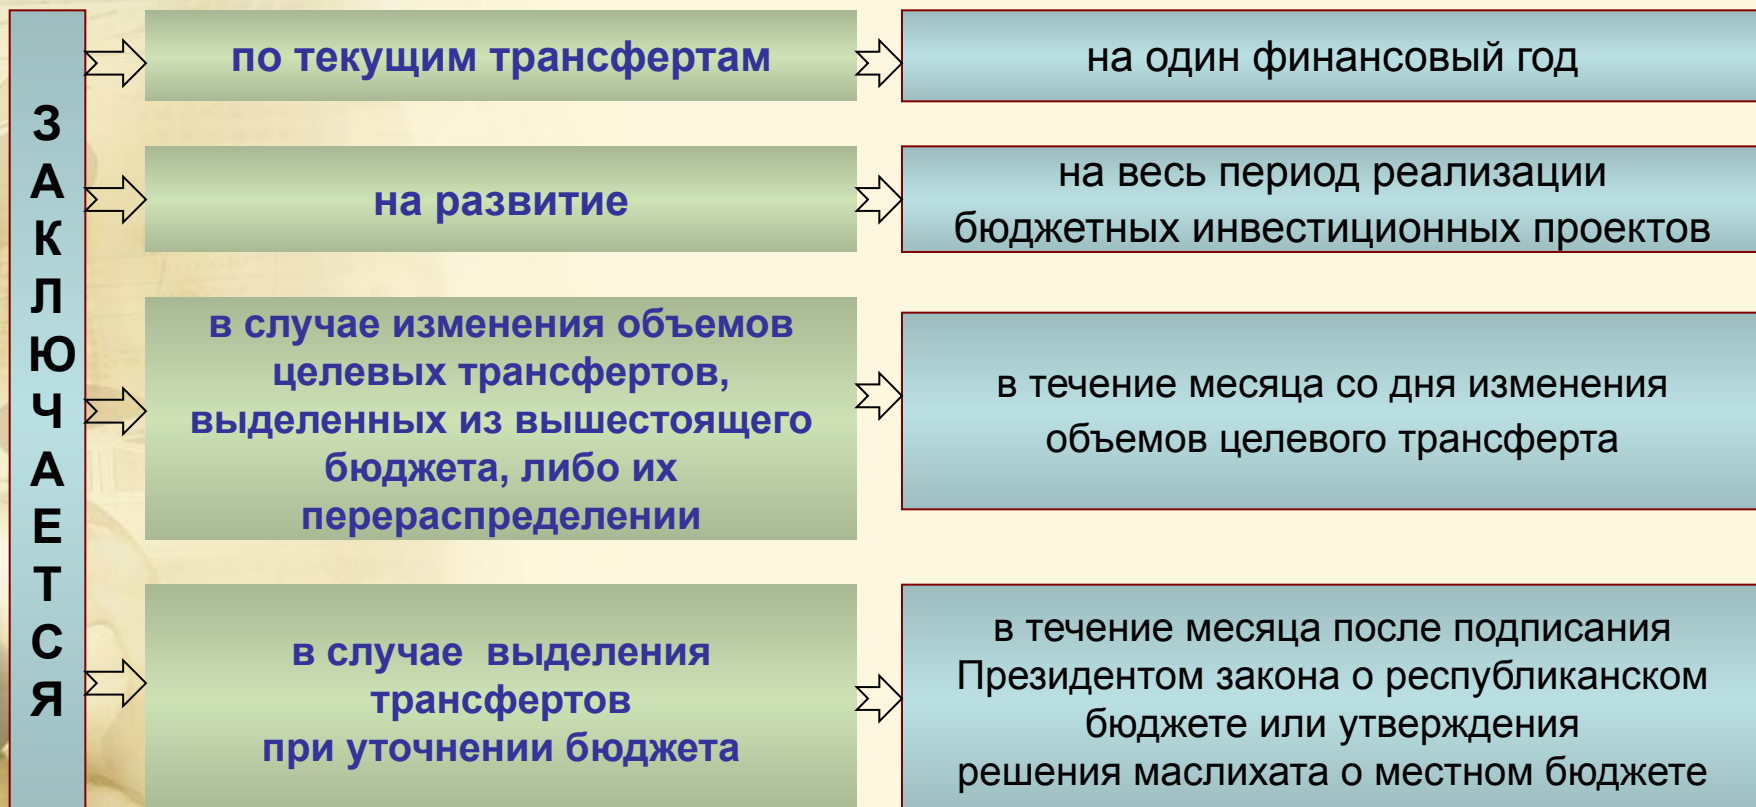 ЗАКЛЮЧАЕТСЯ
по текущим трансфертам
на один финансовый год
на развитие
на весь период реализации
бюджетных инвестиционных проектов
в случае изменения объемов
целевых трансфертов,
выделенных из вышестоящего
бюджета, либо их
перераспределении
в течение месяца со дня изменения
объемов целевого трансферта
в случае выделения
трансфертов
при уточнении бюджета
в течение месяца после подписания
Президентом закона о республиканском
бюджете или утверждения
решения маслихата о местном бюджете